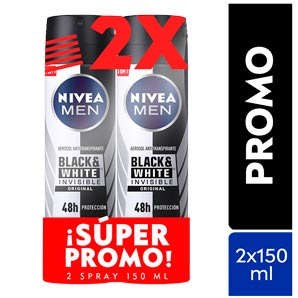 2X
NIVEA
MEN
AEROSOL ANTITRANSPIRANTE
BLACK&
WHITE
INVISIBLE
ORIGINAL
48h PROTECCIÓN
NIVEA
MEN
AEROSOL ANTITRANSPIRANTE
BLACK&
WHITE
INVISIBLE
ORIGINAL
48h PROTECCIÓN
¡SÚPER
PROMO!
2 SPRAY 150 ML
PROMO
2x150
ml